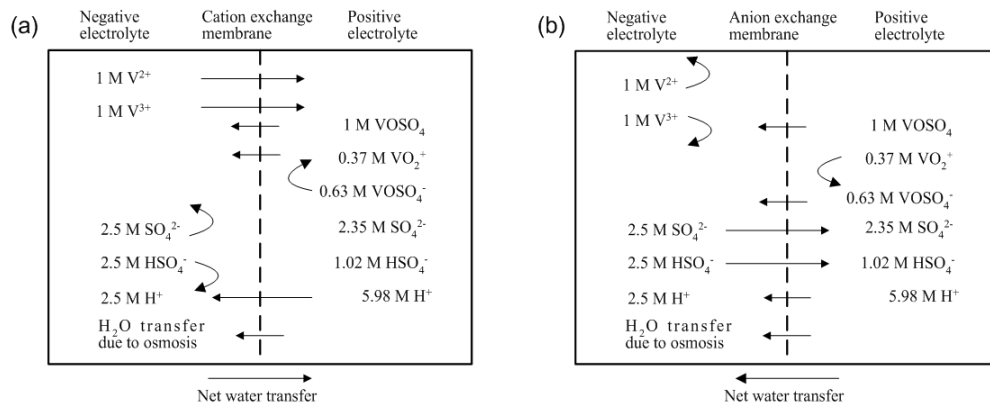 (a)
Negative electrolyte
Cation exchange membrane
Positive electrolyte
1 M V²⁺
1 M V³⁺
1 M VOSO₄
0.37 M VO₂⁺
0.63 M VOSO₄⁻
2.5 M SO₄²⁻
2.35 M SO₄²⁻
2.5 M HSO₄⁻
1.02 M HSO₄⁻
2.5 M H⁺
5.98 M H⁺
H₂O transfer
due to osmosis
Net water transfer
(b)
Negative electrolyte
Anion exchange membrane
Positive electrolyte
1 M V²⁺
1 M V³⁺
1 M VOSO₄
0.37 M VO₂⁺
0.63 M VOSO₄⁻
2.5 M SO₄²⁻
2.35 M SO₄²⁻
2.5 M HSO₄⁻
1.02 M HSO₄⁻
2.5 M H⁺
5.98 M H⁺
H₂O transfer
due to osmosis
Net water transfer